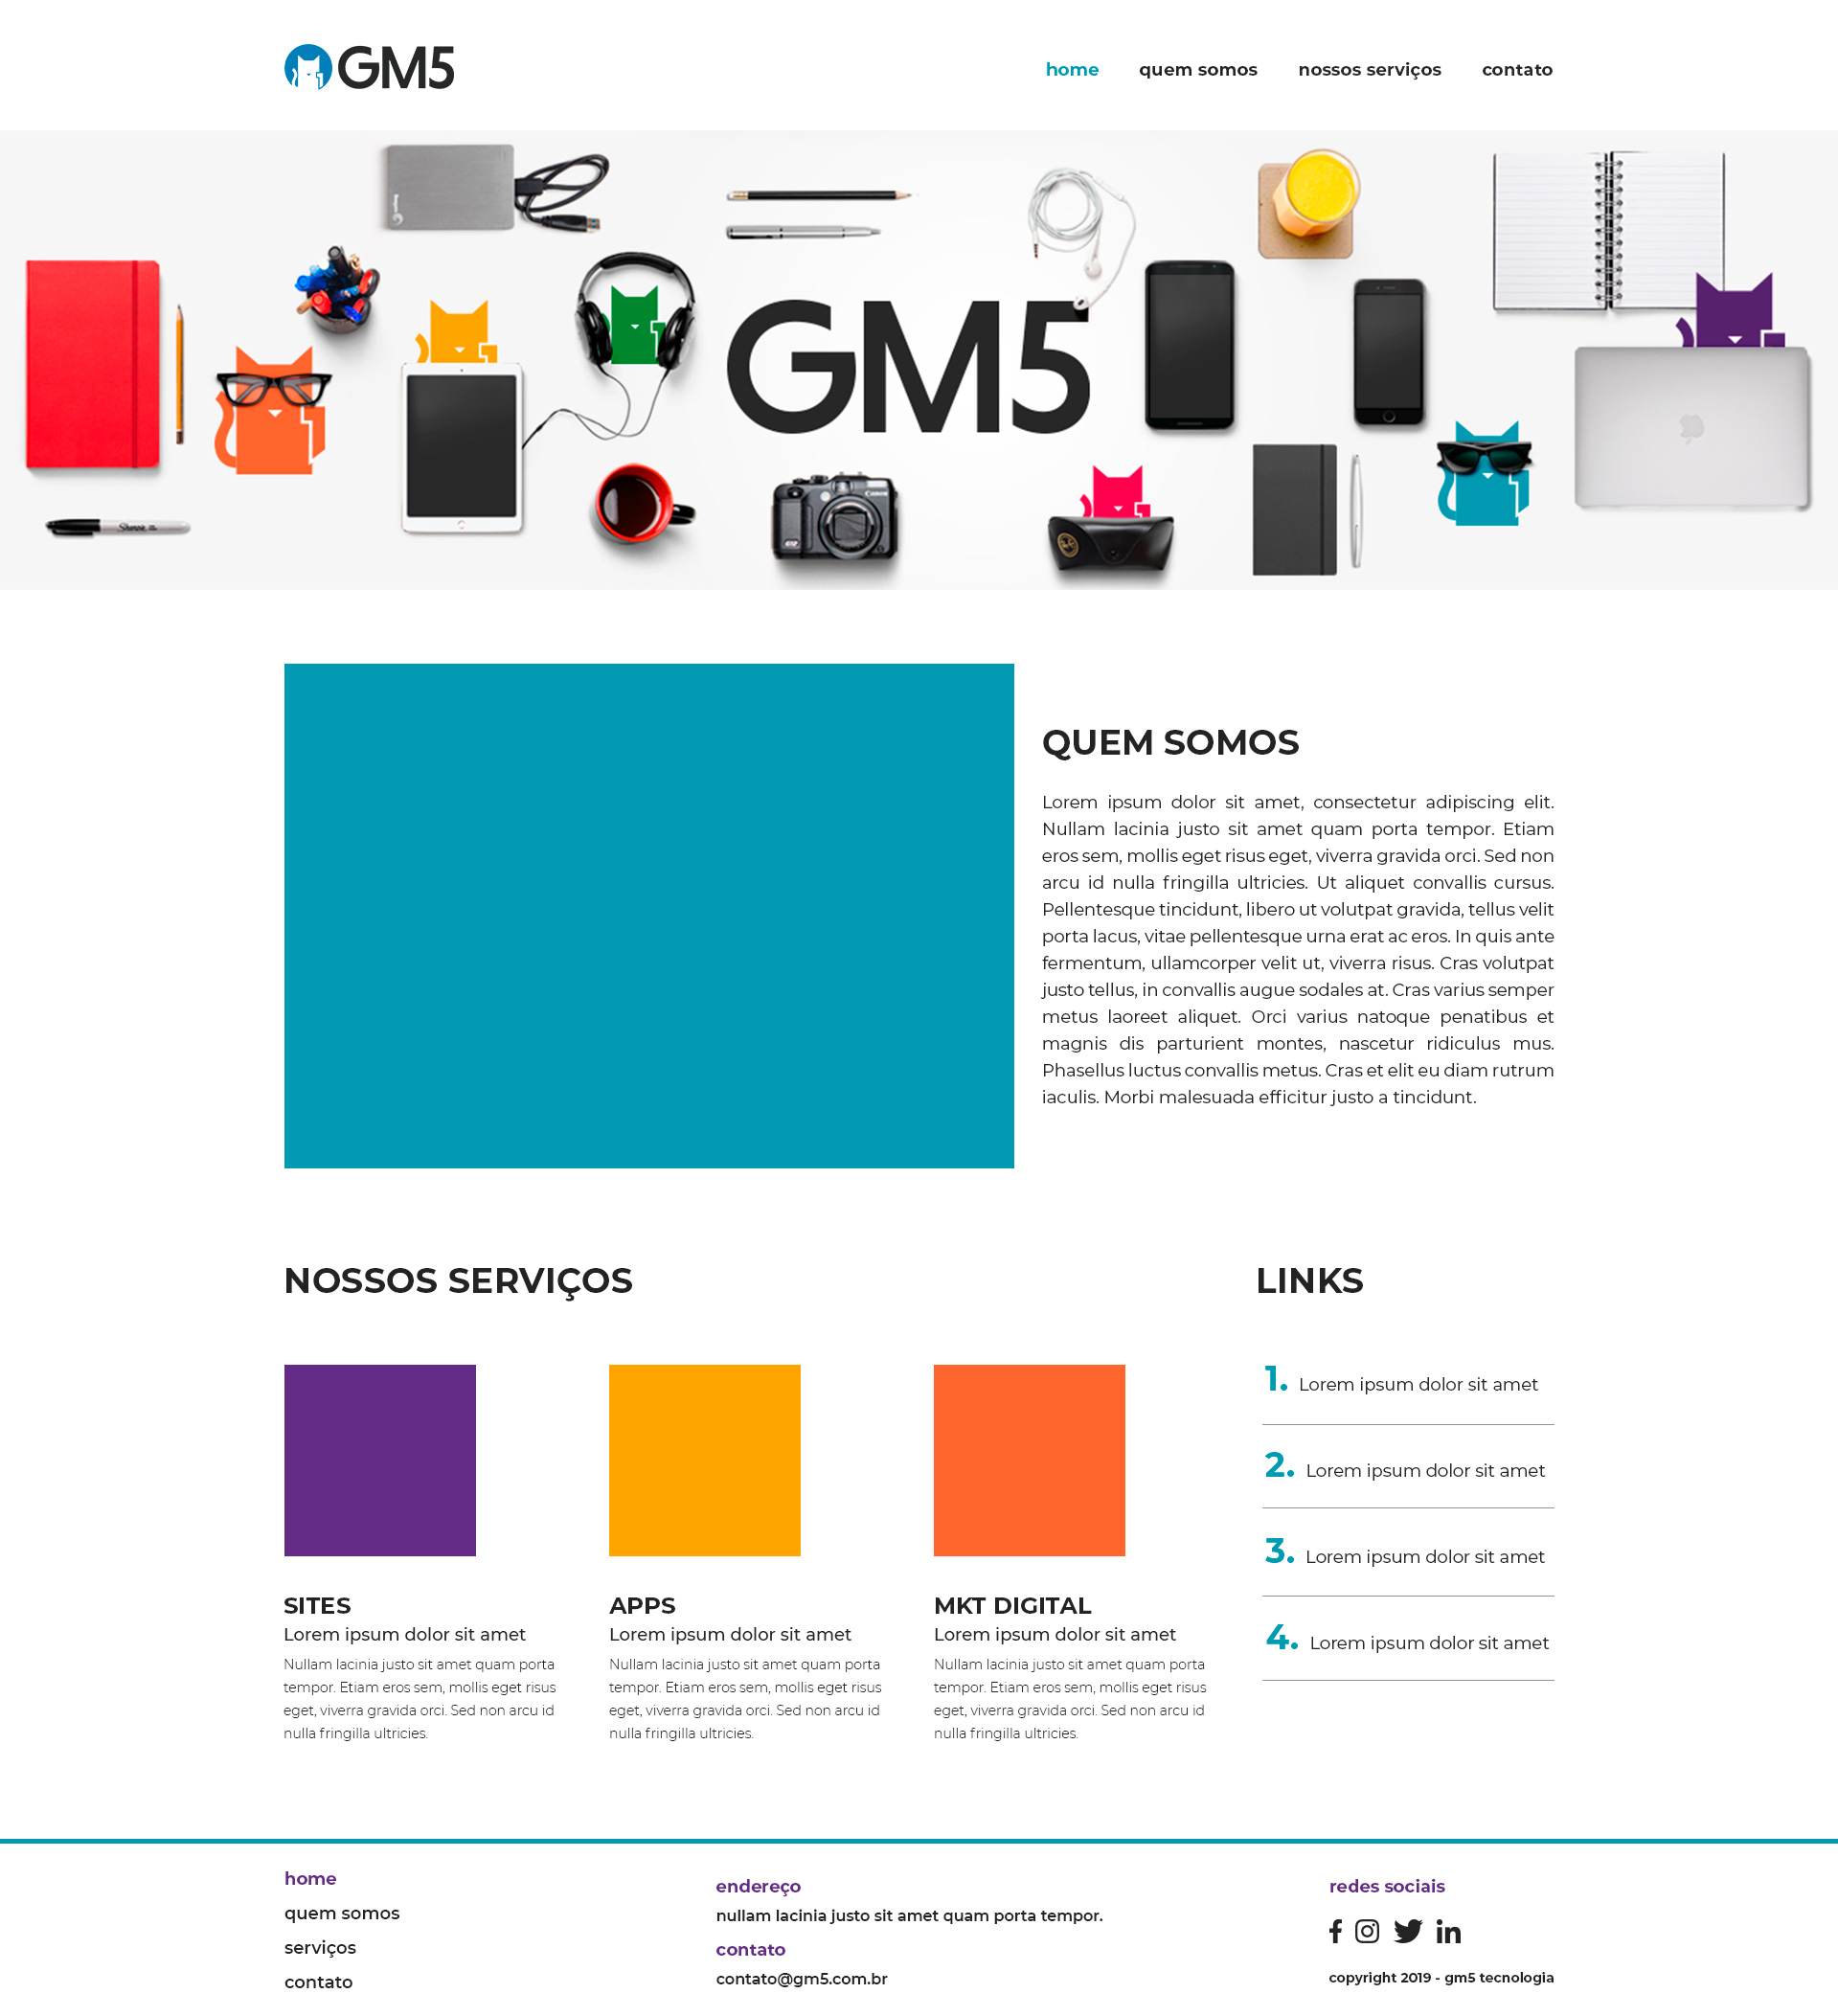 GM5
home quem somos nossos serviços contato
GM5
Sharpie
Canon
G12
QUEM SOMOS
Lorem ipsum dolor sit amet, consectetur adipiscing elit.
Nullam lacinia justo sit amet quam porta tempor. Etiam
eros sem, mollis eget risus eget, viverra gravida orci. Sed non
arcu id nulla fringilla ultricies. Ut aliquet convallis cursus.
Pellentesque tincidunt, libero ut volutpat gravida, tellus velit
porta lacus, vitae pellentesque urna erat ac eros. In quis ante
fermentum, ullamcorper velit ut, viverra risus. Cras volutpat
justo tellus, in convallis augue sodales at. Cras varius semper
metus laoreet aliquet. Orci varius natoque penatibus et
magnis dis parturient montes, nascetur ridiculus mus.
Phasellus luctus convallis metus. Cras et elit eu diam rutrum
iaculis. Morbi malesuada efficitur justo a tincidunt.
NOSSOS SERVIÇOS
SITES
Lorem ipsum dolor sit amet
Nullam lacinia justo sit amet quam porta
tempor. Etiam eros sem, mollis eget risus
eget, viverra gravida orci. Sed non arcu id
nulla fringilla ultricies.
APPS
Lorem ipsum dolor sit amet
Nullam lacinia justo sit amet quam porta
tempor. Etiam eros sem, mollis eget risus
eget, viverra gravida orci. Sed non arcu id
nulla fringilla ultricies.
MKT DIGITAL
Lorem ipsum dolor sit amet
Nullam lacinia justo sit amet quam porta
tempor. Etiam eros sem, mollis eget risus
eget, viverra gravida orci. Sed non arcu id
nulla fringilla ultricies.
LINKS
1. Lorem ipsum dolor sit amet
2. Lorem ipsum dolor sit amet
3. Lorem ipsum dolor sit amet
4. Lorem ipsum dolor sit amet
home
quem somos
serviços
contato
endereço
nullam lacinia justo sit amet quam porta tempor.
contato
contato@gm5.com.br
redes sociais
copyright 2019 - gm5 tecnologia